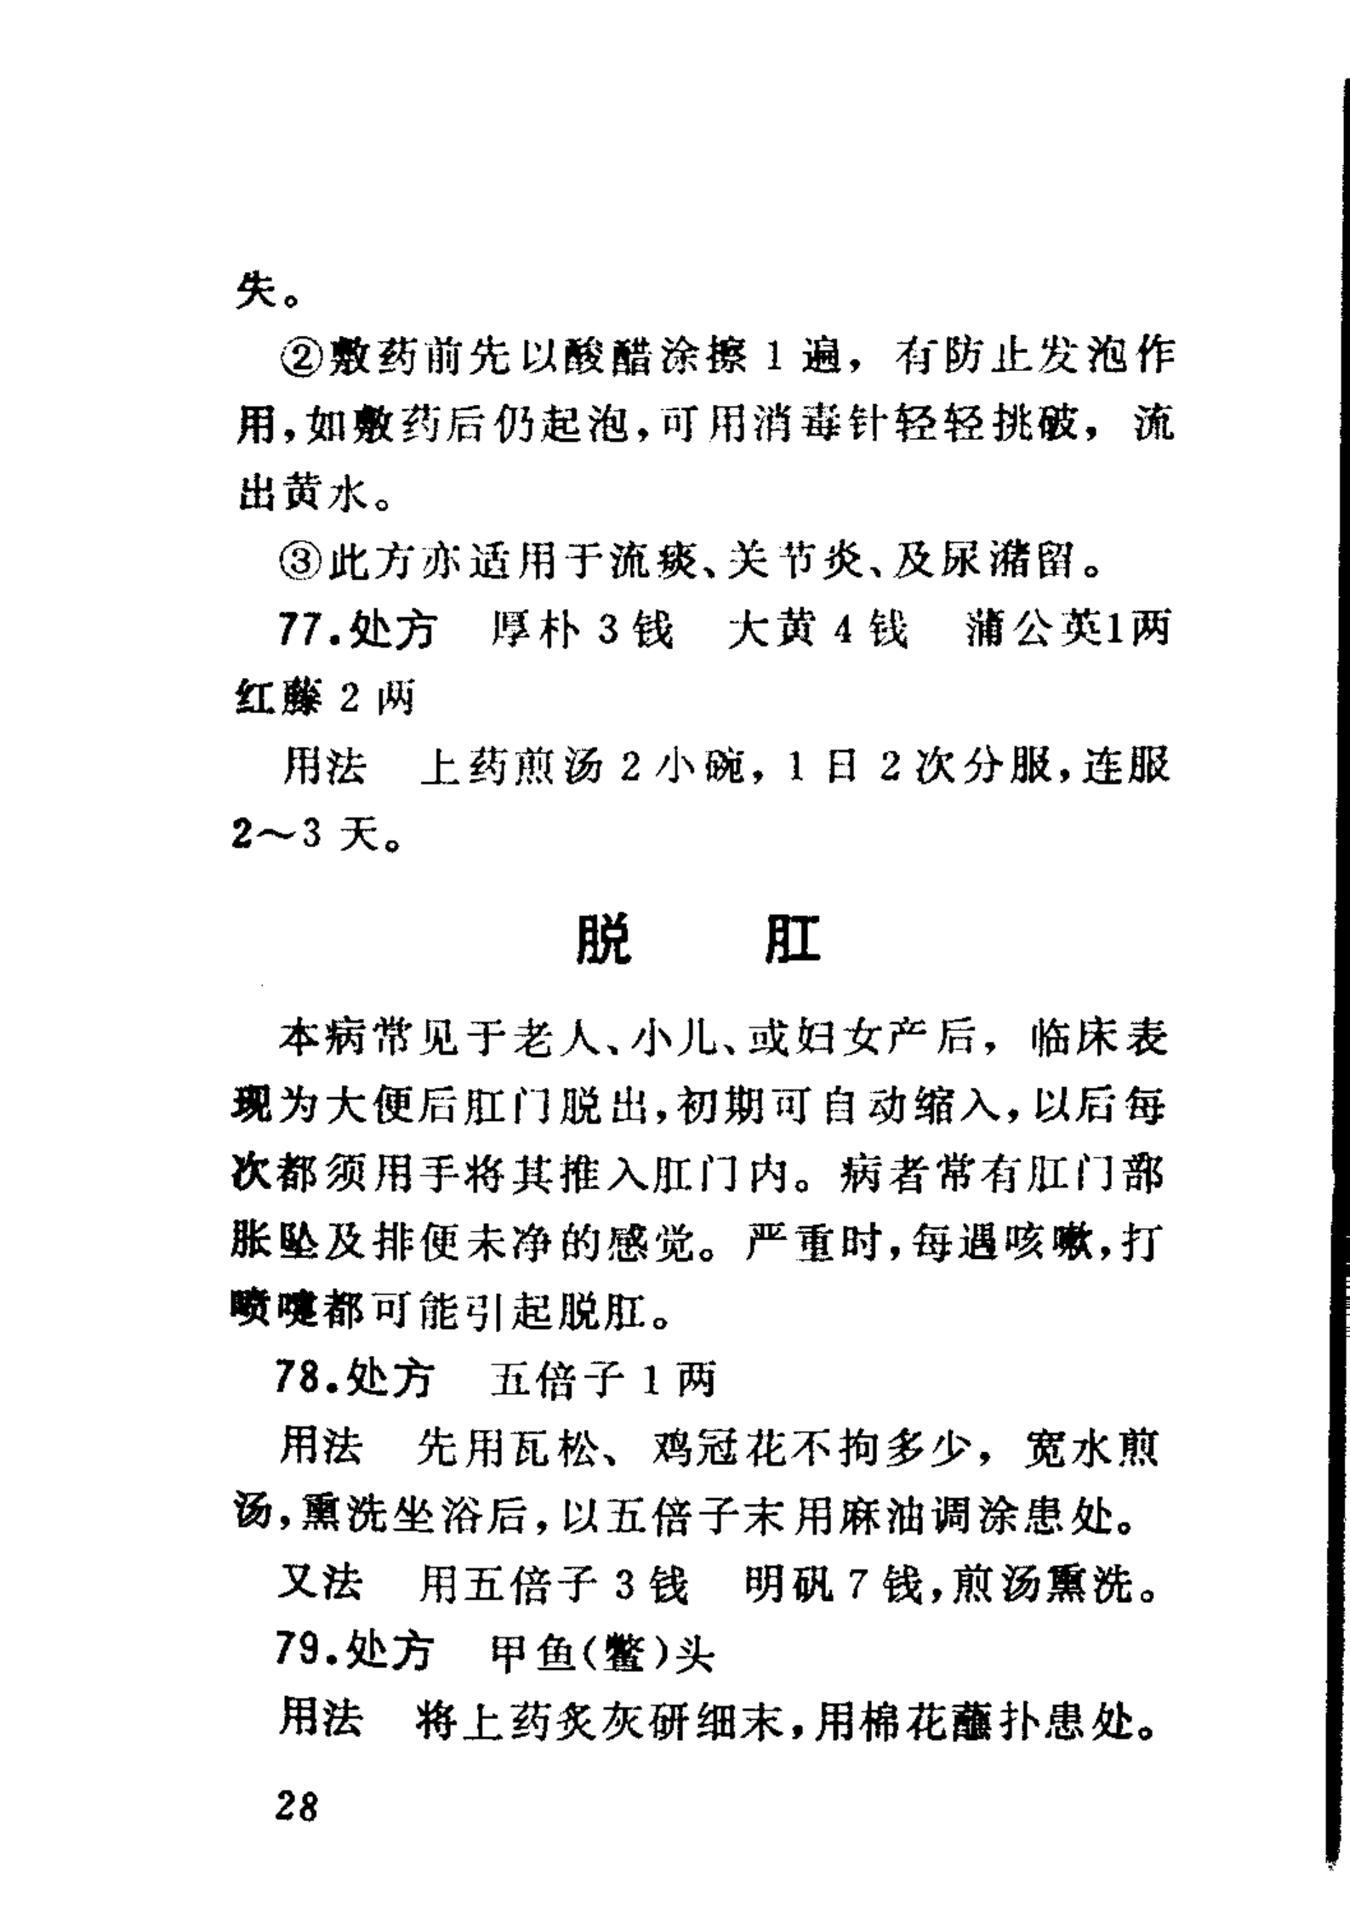 失。
②敷药前先以酸醋涂擦1遍，有防止发泡作
用，如敷药后仍起泡，可用消毒针轻轻挑破，流
出黄水。
③此方亦适用于流痰、关节炎、及尿潴留。
77.处方　厚朴3钱　大黄4钱　蒲公英1两
红藤2两
用法　上药煎汤2小碗，1日2次分服，连服
2～3天。
脱　肛
本病常见于老人、小儿、或妇女产后，临床表
现为大便后肛门脱出，初期可自动缩入，以后每
次都须用手将其推入肛门内。病者常有肛门部
胀坠及排便未净的感觉。严重时，每遇咳嗽，打
喷嚏都可能引起脱肛。
78.处方　五倍子1两
用法　先用瓦松、鸡冠花不拘多少，宽水煎
汤，熏洗坐浴后，以五倍子末用麻油调涂患处。
又法　用五倍子3钱　明矾7钱，煎汤熏洗。
79.处方　甲鱼(鳖)头
用法　将上药炙灰研细末，用棉花蘸扑患处。
28